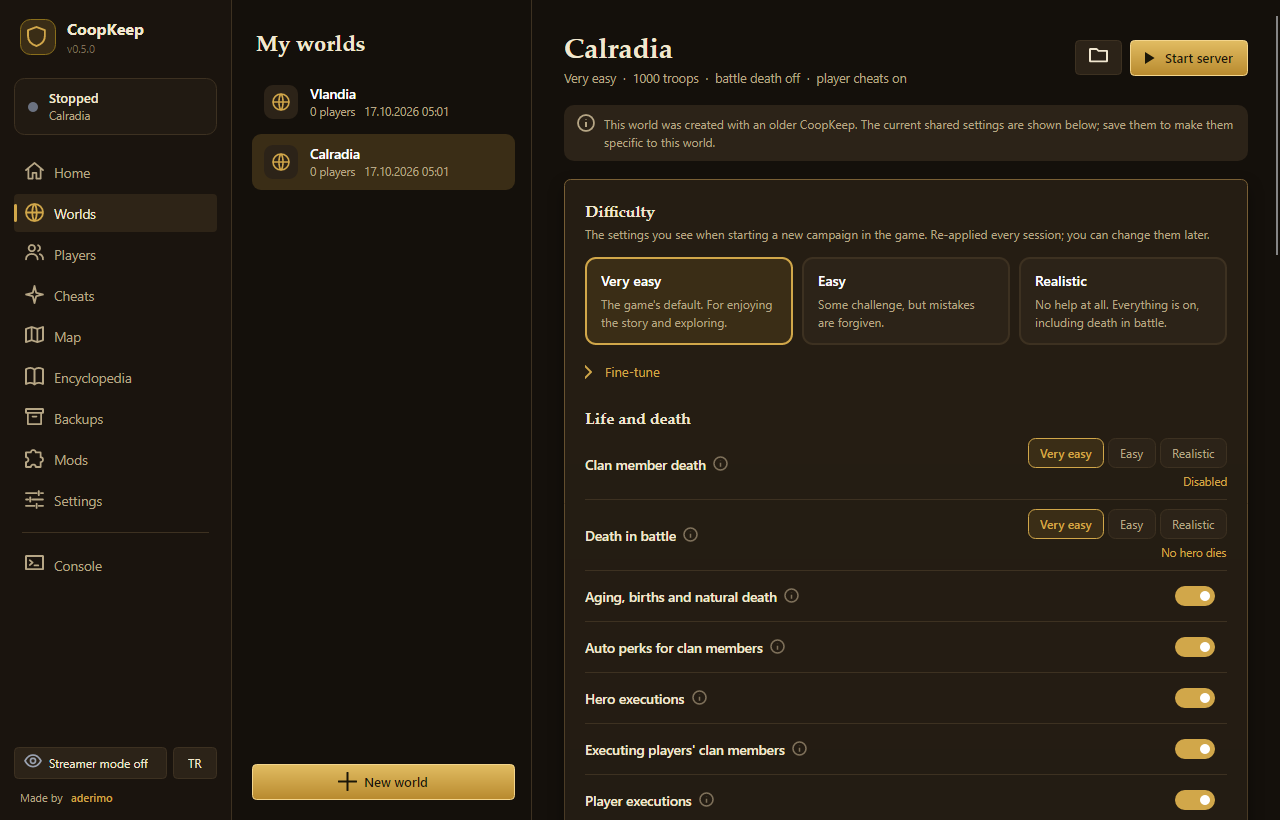 CoopKeep
v0.5.0
Stopped
Calradia
Home
Worlds
Players
Cheats
Map
Encyclopedia
Backups
Mods
Settings
Console
Streamer mode off
TR
Made by aderimo
My worlds
Vlandia
0 players 17.10.2026 05:01
Calradia
0 players 17.10.2026 05:01
New world
Calradia
Very easy · 1000 troops · battle death off · player cheats on
Start server
This world was created with an older CoopKeep. The current shared settings are shown below; save them to make them
specific to this world.
Difficulty
The settings you see when starting a new campaign in the game. Re-applied every session; you can change them later.
Very easy
The game's default. For enjoying
the story and exploring.
Easy
Some challenge, but mistakes
are forgiven.
Realistic
No help at all. Everything is on,
including death in battle.
Fine-tune
Life and death
Clan member death
Very easy Easy Realistic
Disabled
Death in battle
Very easy Easy Realistic
No hero dies
Aging, births and natural death
Auto perks for clan members
Hero executions
Executing players' clan members
Player executions